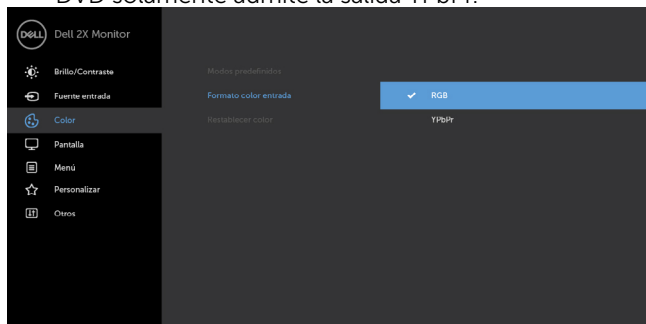 DVD solamente admite la salida YPbPr.
DELL Dell 2X Monitor
Brillo/Contraste
Modos predefinidos
Fuente entrada
Formato color entrada
RGB
Color
Restablecer color
YPbPr
Pantalla
Menú
Personalizar
Otros